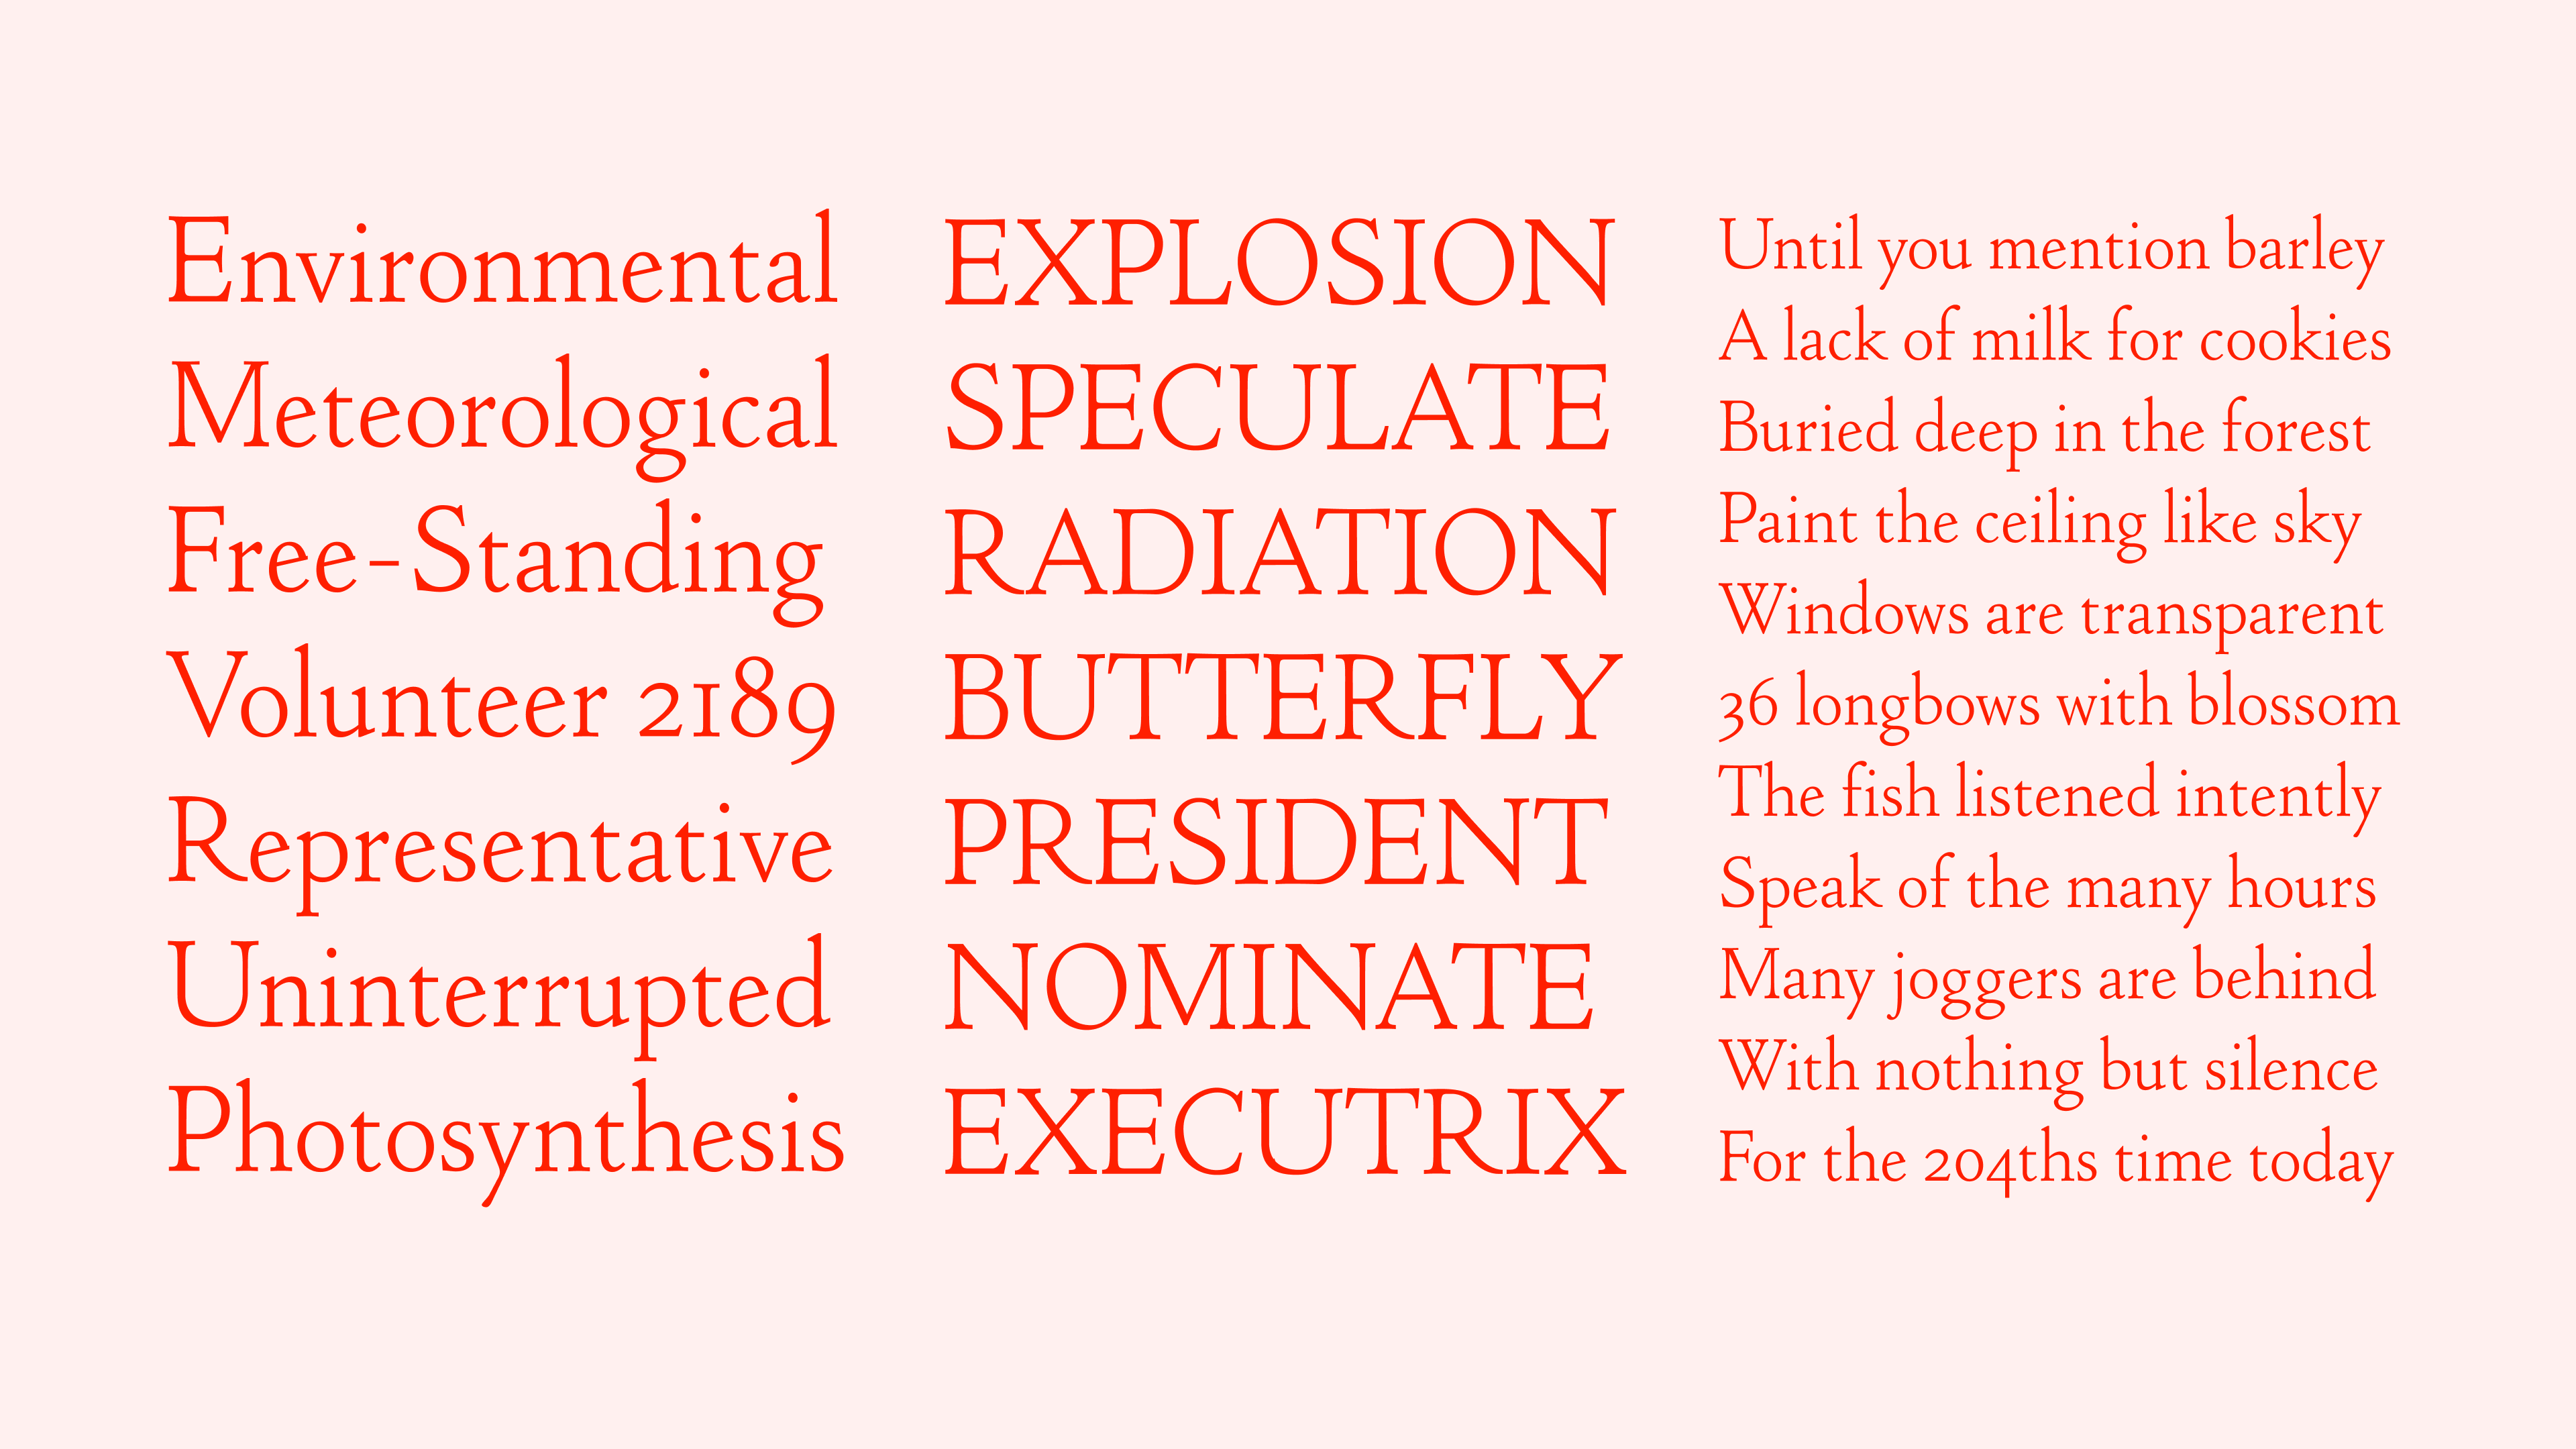 Environmental
Meteorological
Free-Standing
Volunteer 2189
Representative
Uninterrupted
Photosynthesis
EXPLOSION
SPECULATE
RADIATION
BUTTERFLY
PRESIDENT
NOMINATE
EXECUTRIX
Until you mention barley
A lack of milk for cookies
Buried deep in the forest
Paint the ceiling like sky
Windows are transparent
36 longbows with blossom
The fish listened intently
Speak of the many hours
Many joggers are behind
With nothing but silence
For the 204ths time today